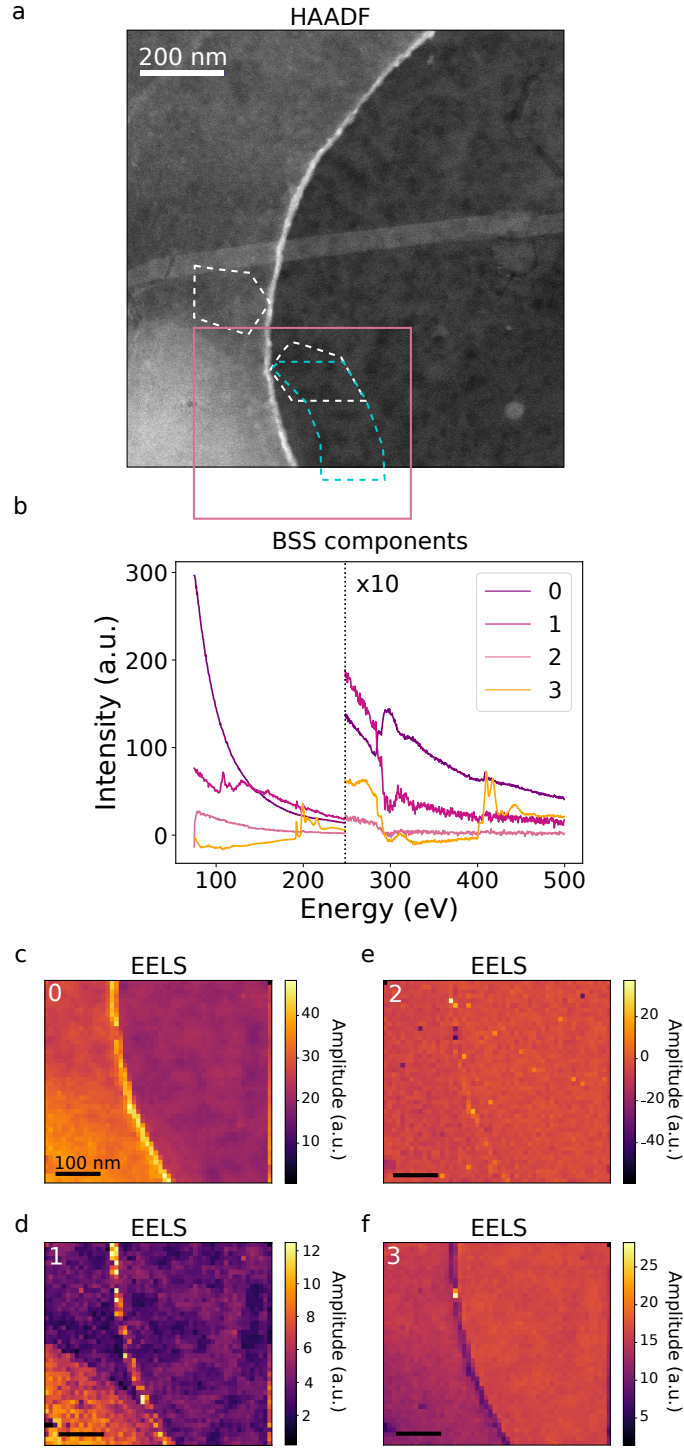 a
HAADF
200 nm
b
BSS components
x10
0
1
2
3
300
200
100
0
Intensity (a.u.)
100 200 300 400 500
Energy (eV)
c
EELS
0
100 nm
40
30
20
10
Amplitude (a.u.)
e
EELS
2
20
0
−20
−40
Amplitude (a.u.)
d
EELS
1
12
10
8
6
4
2
Amplitude (a.u.)
f
EELS
3
25
20
15
10
5
Amplitude (a.u.)